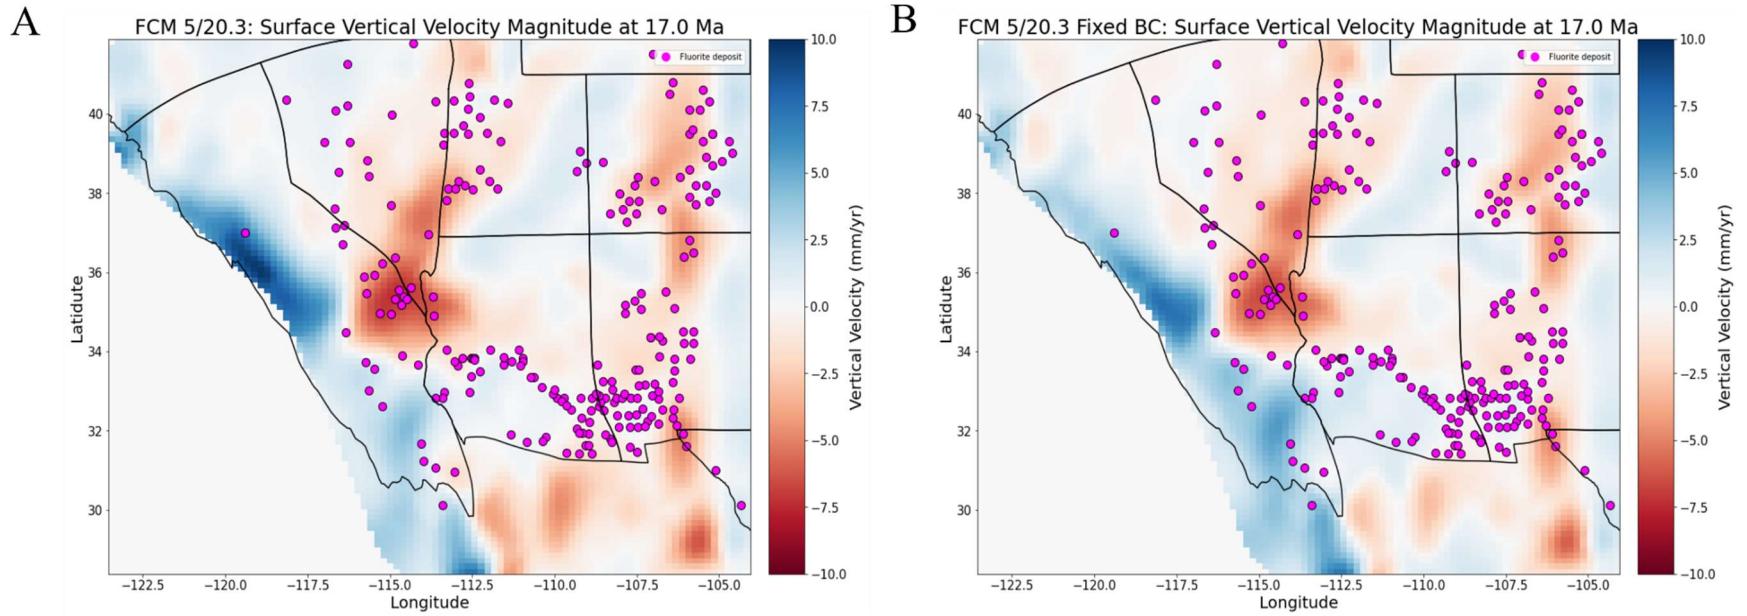 A
FCM 5/20.3: Surface Vertical Velocity Magnitude at 17.0 Ma
Fluorite deposit
40
38
36
34
32
30
Latidute
−122.5 −120.0 −117.5 −115.0 −112.5 −110.0 −107.5 −105.0
Longitude
10.0
7.5
5.0
2.5
0.0
−2.5
−5.0
−7.5
−10.0
Vertical Velocity (mm/yr)
B
FCM 5/20.3 Fixed BC: Surface Vertical Velocity Magnitude at 17.0 Ma
Fluorite deposit
40
38
36
34
32
30
Latidute
−122.5 −120.0 −117.5 −115.0 −112.5 −110.0 −107.5 −105.0
Longitude
10.0
7.5
5.0
2.5
0.0
−2.5
−5.0
−7.5
−10.0
Vertical Velocity (mm/yr)